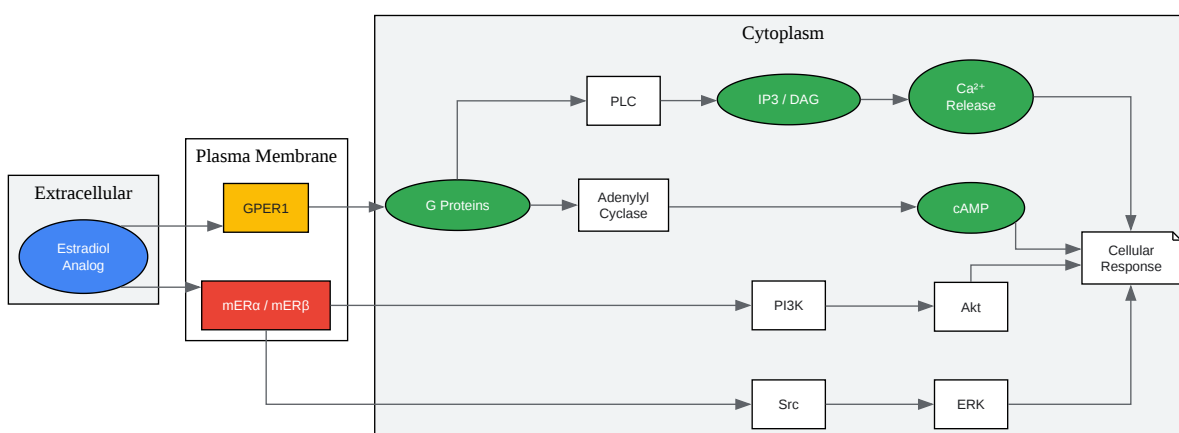 Cytoplasm
PLC
IP3 / DAG
Ca²⁺
Release
Plasma Membrane
Extracellular
GPER1
G Proteins
Adenylyl
Cyclase
cAMP
Estradiol
Analog
Cellular
Response
mERα / mERβ
PI3K
Akt
Src
ERK